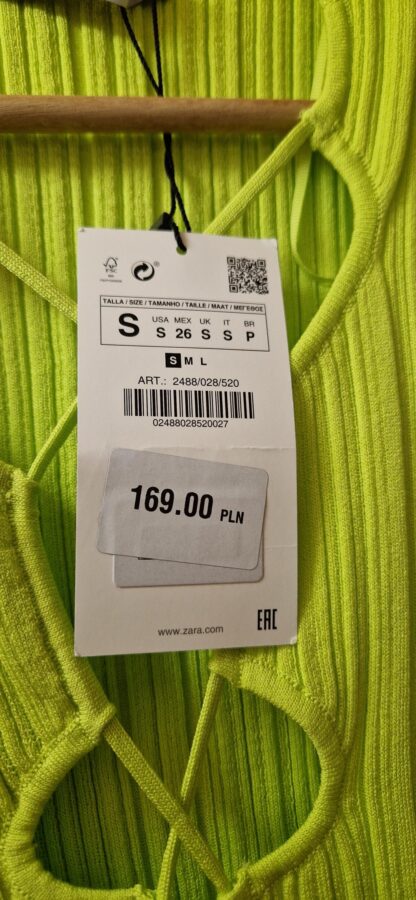 FSC
TALLA / SIZE / TAMANHO / TAILLE / MAAT / ΜΕΓΕΘΟΣ
USA MEX UK IT BR
S S 26 S S P
S M L
ART.: 2488/028/520
02488028520027
169.00 PLN
www.zara.com
EAC